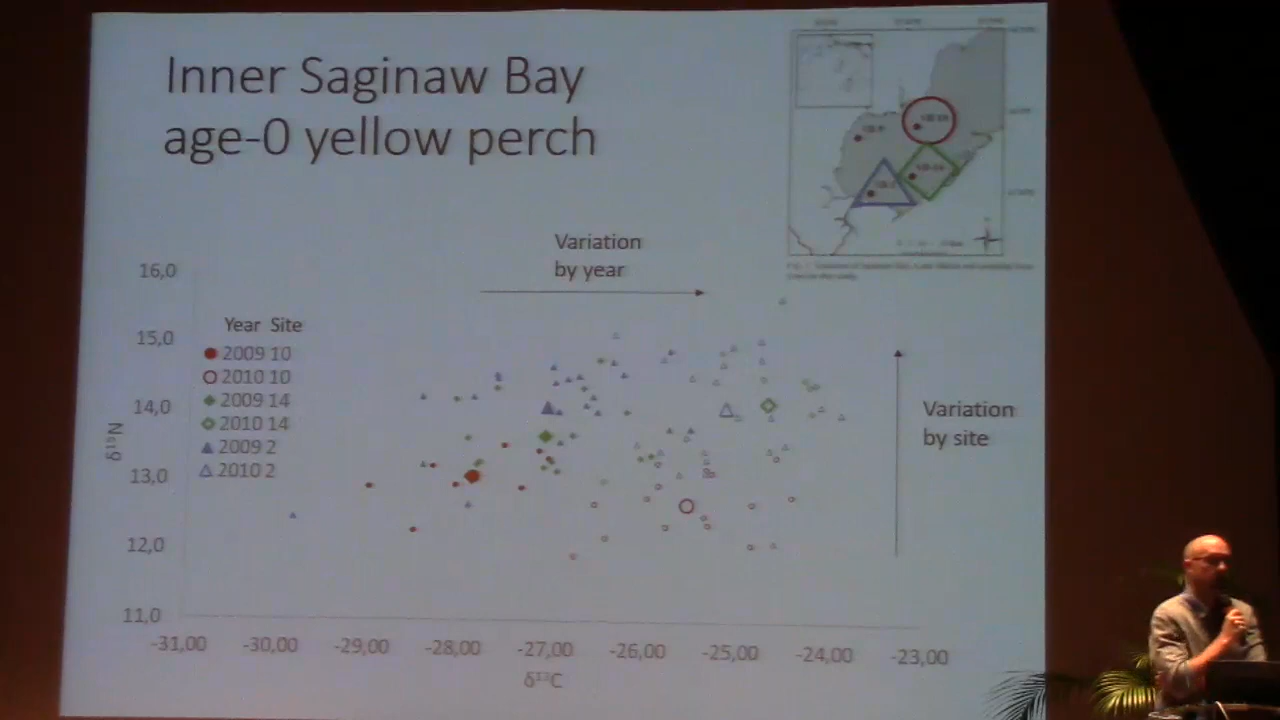 Inner Saginaw Bay
age-0 yellow perch
Variation
by year
16,0
15,0
14,0
13,0
12,0
11,0
δ¹⁵N
Year Site
2009 10
2010 10
2009 14
2010 14
2009 2
2010 2
Variation
by site
-31,00 -30,00 -29,00 -28,00 -27,00 -26,00 -25,00 -24,00 -23,00
δ¹³C